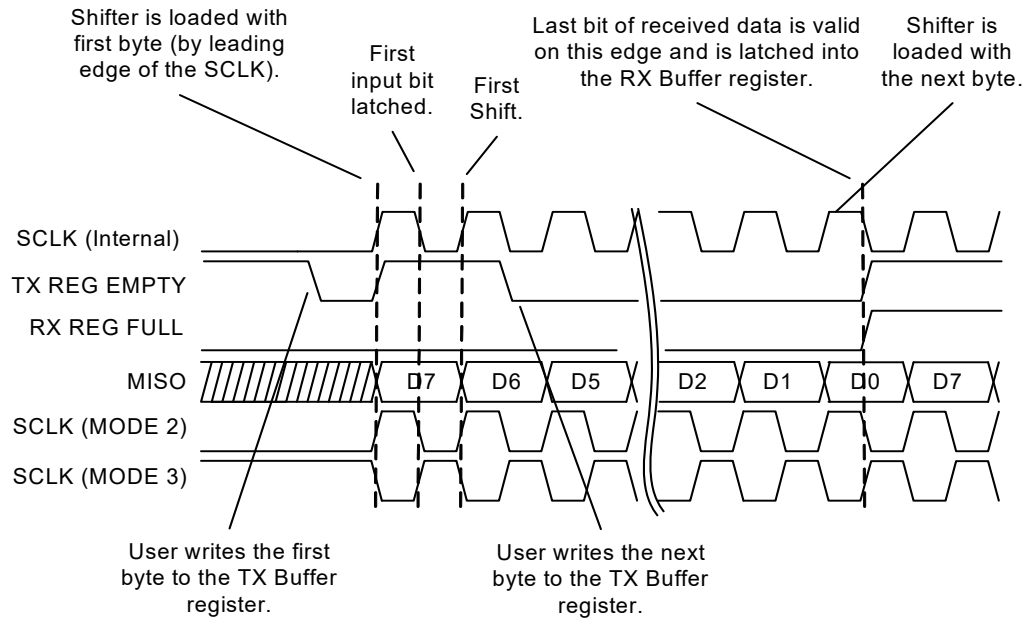 Shifter is loaded with
first byte (by leading
edge of the SCLK).
First
input bit
latched.
First
Shift.
Last bit of received data is valid
on this edge and is latched into
the RX Buffer register.
Shifter is
loaded with
the next byte.
SCLK (Internal)
TX REG EMPTY
RX REG FULL
MISO D7 D6 D5 D2 D1 D0 D7
SCLK (MODE 2)
SCLK (MODE 3)
User writes the first
byte to the TX Buffer
register.
User writes the next
byte to the TX Buffer
register.